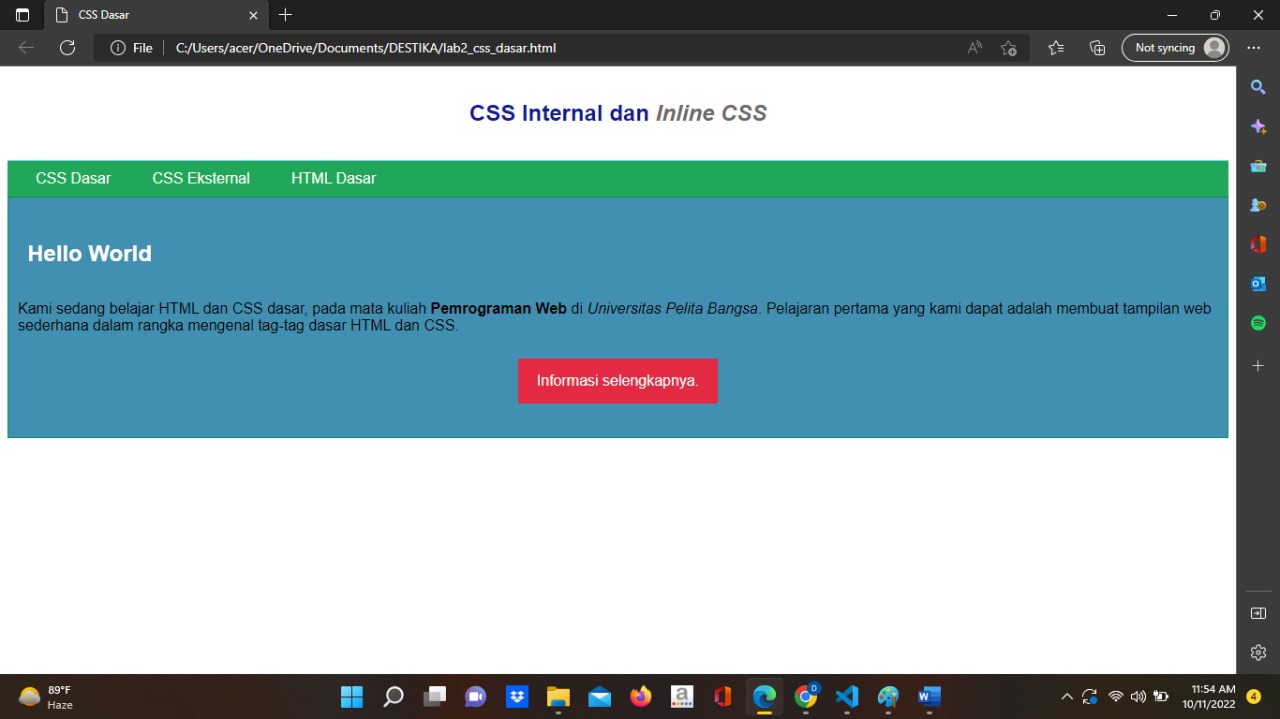 CSS Dasar
File
C:/Users/acer/OneDrive/Documents/DESTIKA/lab2_css_dasar.html
Not syncing
CSS Internal dan Inline CSS
CSS Dasar CSS Eksternal HTML Dasar
Hello World
Kami sedang belajar HTML dan CSS dasar, pada mata kuliah Pemrograman Web di Universitas Pelita Bangsa. Pelajaran pertama yang kami dapat adalah membuat tampilan web
sederhana dalam rangka mengenal tag-tag dasar HTML dan CSS.
Informasi selengkapnya.
89°F
Haze
11:54 AM
10/11/2022
4